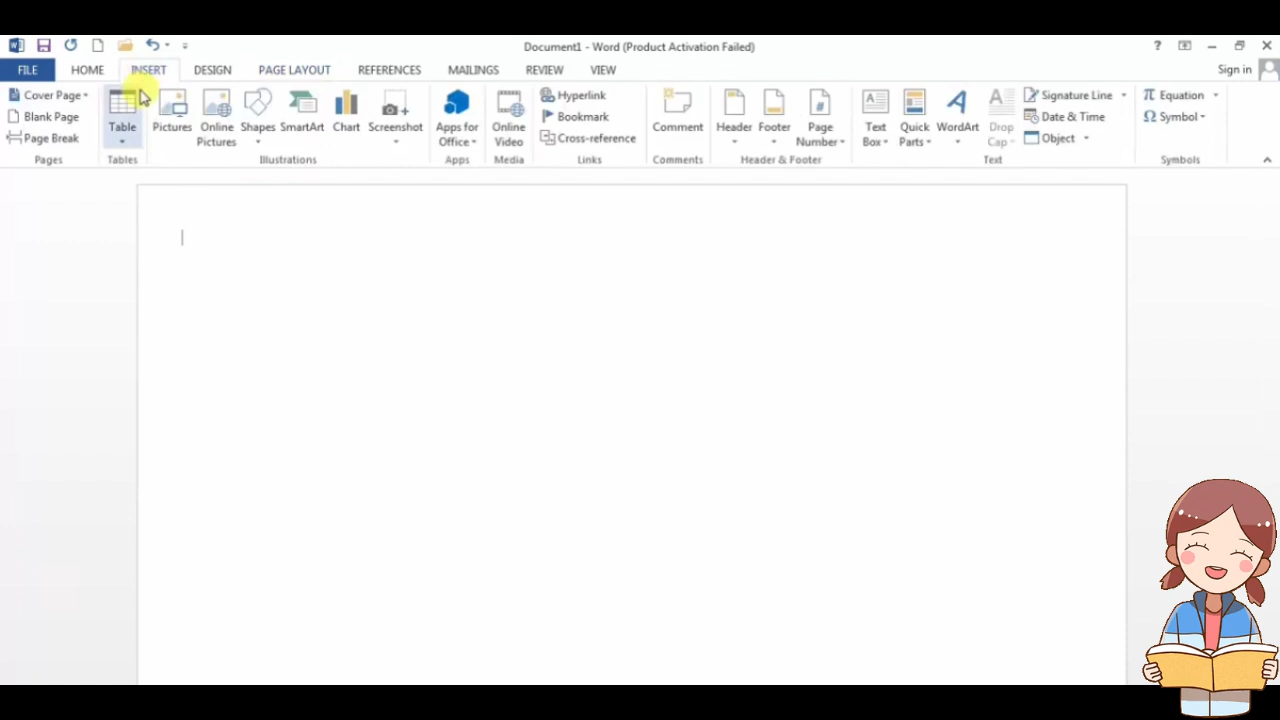 Document1 - Word (Product Activation Failed)
?
FILE HOME INSERT DESIGN PAGE LAYOUT REFERENCES MAILINGS REVIEW VIEW Sign in
Cover Page
Blank Page
Page Break
Pages
Table
Tables
Pictures
Online Pictures
Shapes
SmartArt
Chart
Screenshot
Illustrations
Apps for Office
Apps
Online Video
Media
Hyperlink
Bookmark
Cross-reference
Links
Comment
Comments
Header
Footer
Page Number
Header & Footer
Text Box
Quick Parts
WordArt
Drop Cap
Signature Line
Date & Time
Object
Text
π Equation
Ω Symbol
Symbols